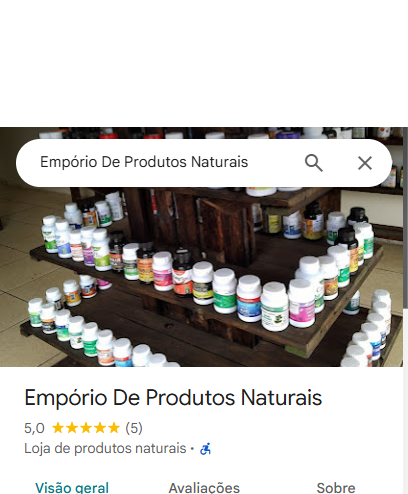 Empório De Produtos Naturais
Empório De Produtos Naturais
5,0 (5)
Loja de produtos naturais ·
Visão geral Avaliações Sobre